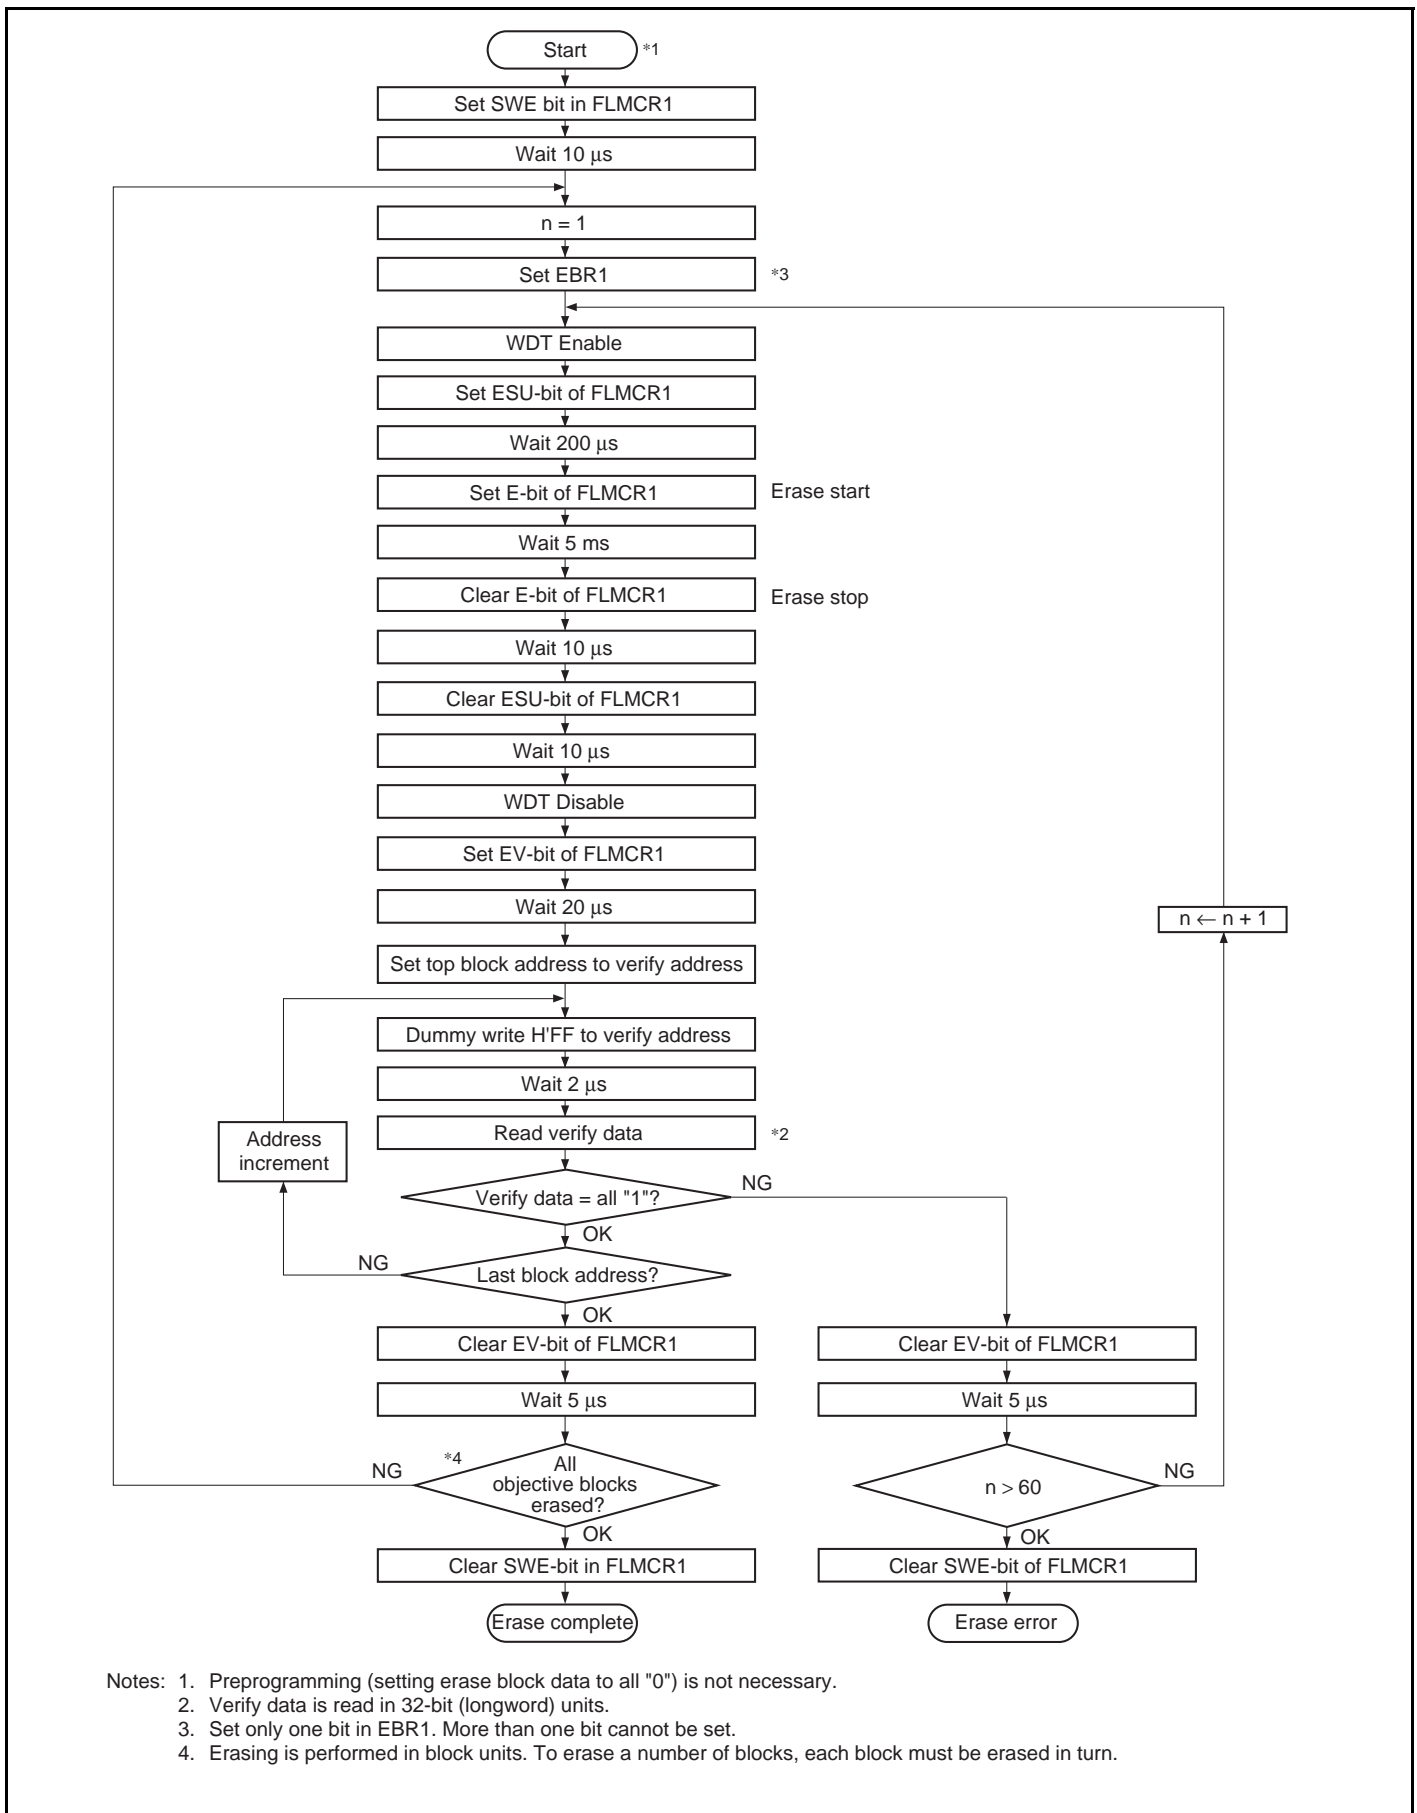 Start *1
Set SWE bit in FLMCR1
Wait 10 μs
n = 1
Set EBR1 *3
WDT Enable
Set ESU-bit of FLMCR1
Wait 200 μs
Set E-bit of FLMCR1 Erase start
Wait 5 ms
Clear E-bit of FLMCR1 Erase stop
Wait 10 μs
Clear ESU-bit of FLMCR1
Wait 10 μs
WDT Disable
Set EV-bit of FLMCR1
Wait 20 μs
n ← n + 1
Set top block address to verify address
Dummy write H'FF to verify address
Wait 2 μs
Read verify data *2
Address
increment
Verify data = all "1"?
NG
OK
NG
Last block address?
OK
Clear EV-bit of FLMCR1
Clear EV-bit of FLMCR1
Wait 5 μs
Wait 5 μs
*4
NG
All
objective blocks
erased?
n > 60
NG
OK
OK
Clear SWE-bit in FLMCR1
Clear SWE-bit of FLMCR1
Erase complete
Erase error
Notes: 1. Preprogramming (setting erase block data to all "0") is not necessary.
2. Verify data is read in 32-bit (longword) units.
3. Set only one bit in EBR1. More than one bit cannot be set.
4. Erasing is performed in block units. To erase a number of blocks, each block must be erased in turn.